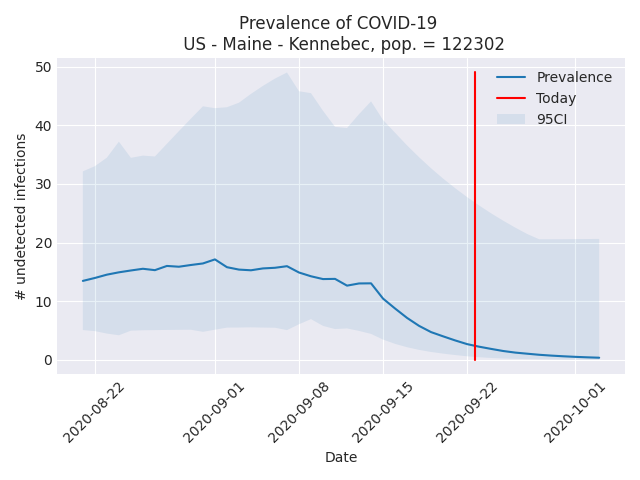 Prevalence of COVID-19
US - Maine - Kennebec, pop. = 122302
50
40
30
20
10
0
# undetected infections
Prevalence
Today
95CI
2020-08-22
2020-09-01
2020-09-08
2020-09-15
2020-09-22
2020-10-01
Date